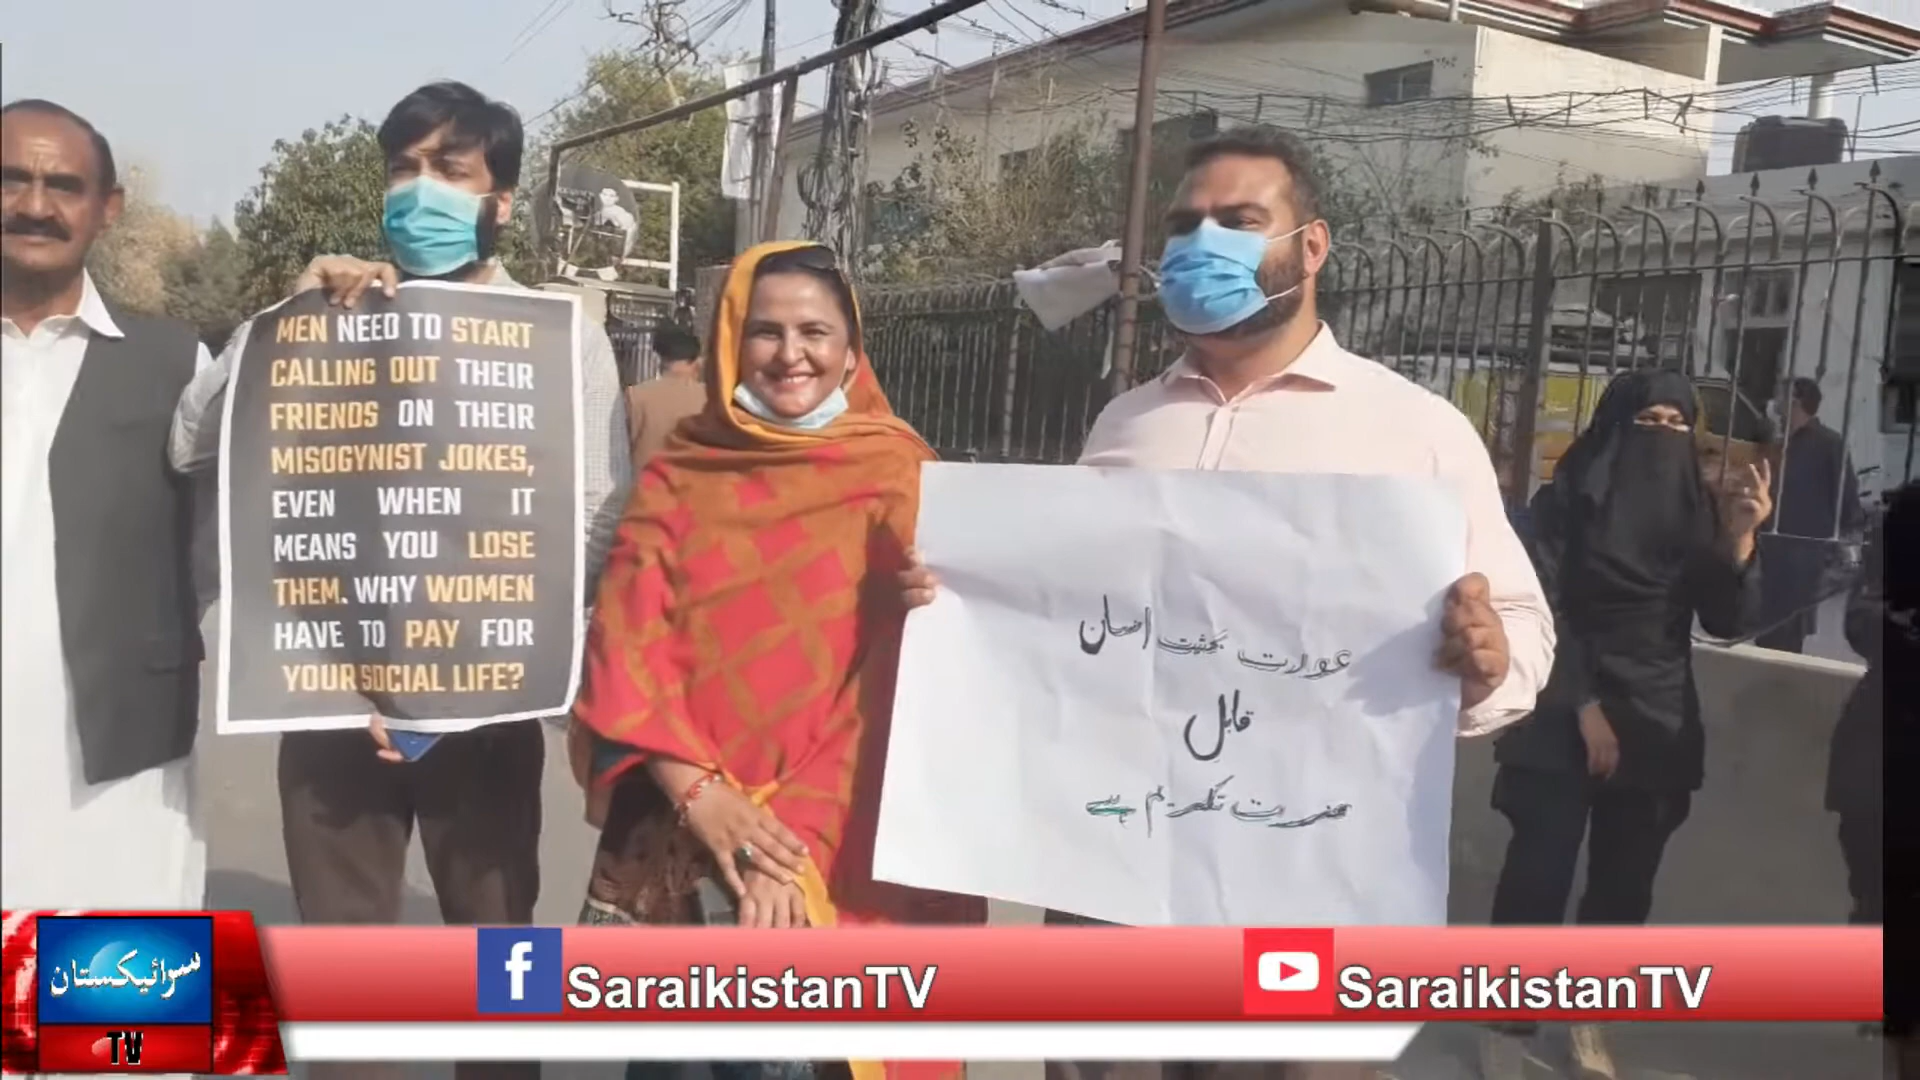 MEN NEED TO START
CALLING OUT THEIR
FRIENDS ON THEIR
MISOGYNIST JOKES,
EVEN WHEN IT
MEANS YOU LOSE
THEM. WHY WOMEN
HAVE TO PAY FOR
YOUR SOCIAL LIFE?
عورت بحیثیت انسان
قابل
عزت تکریم ہے
سرائیکستان
TV
SaraikistanTV
SaraikistanTV